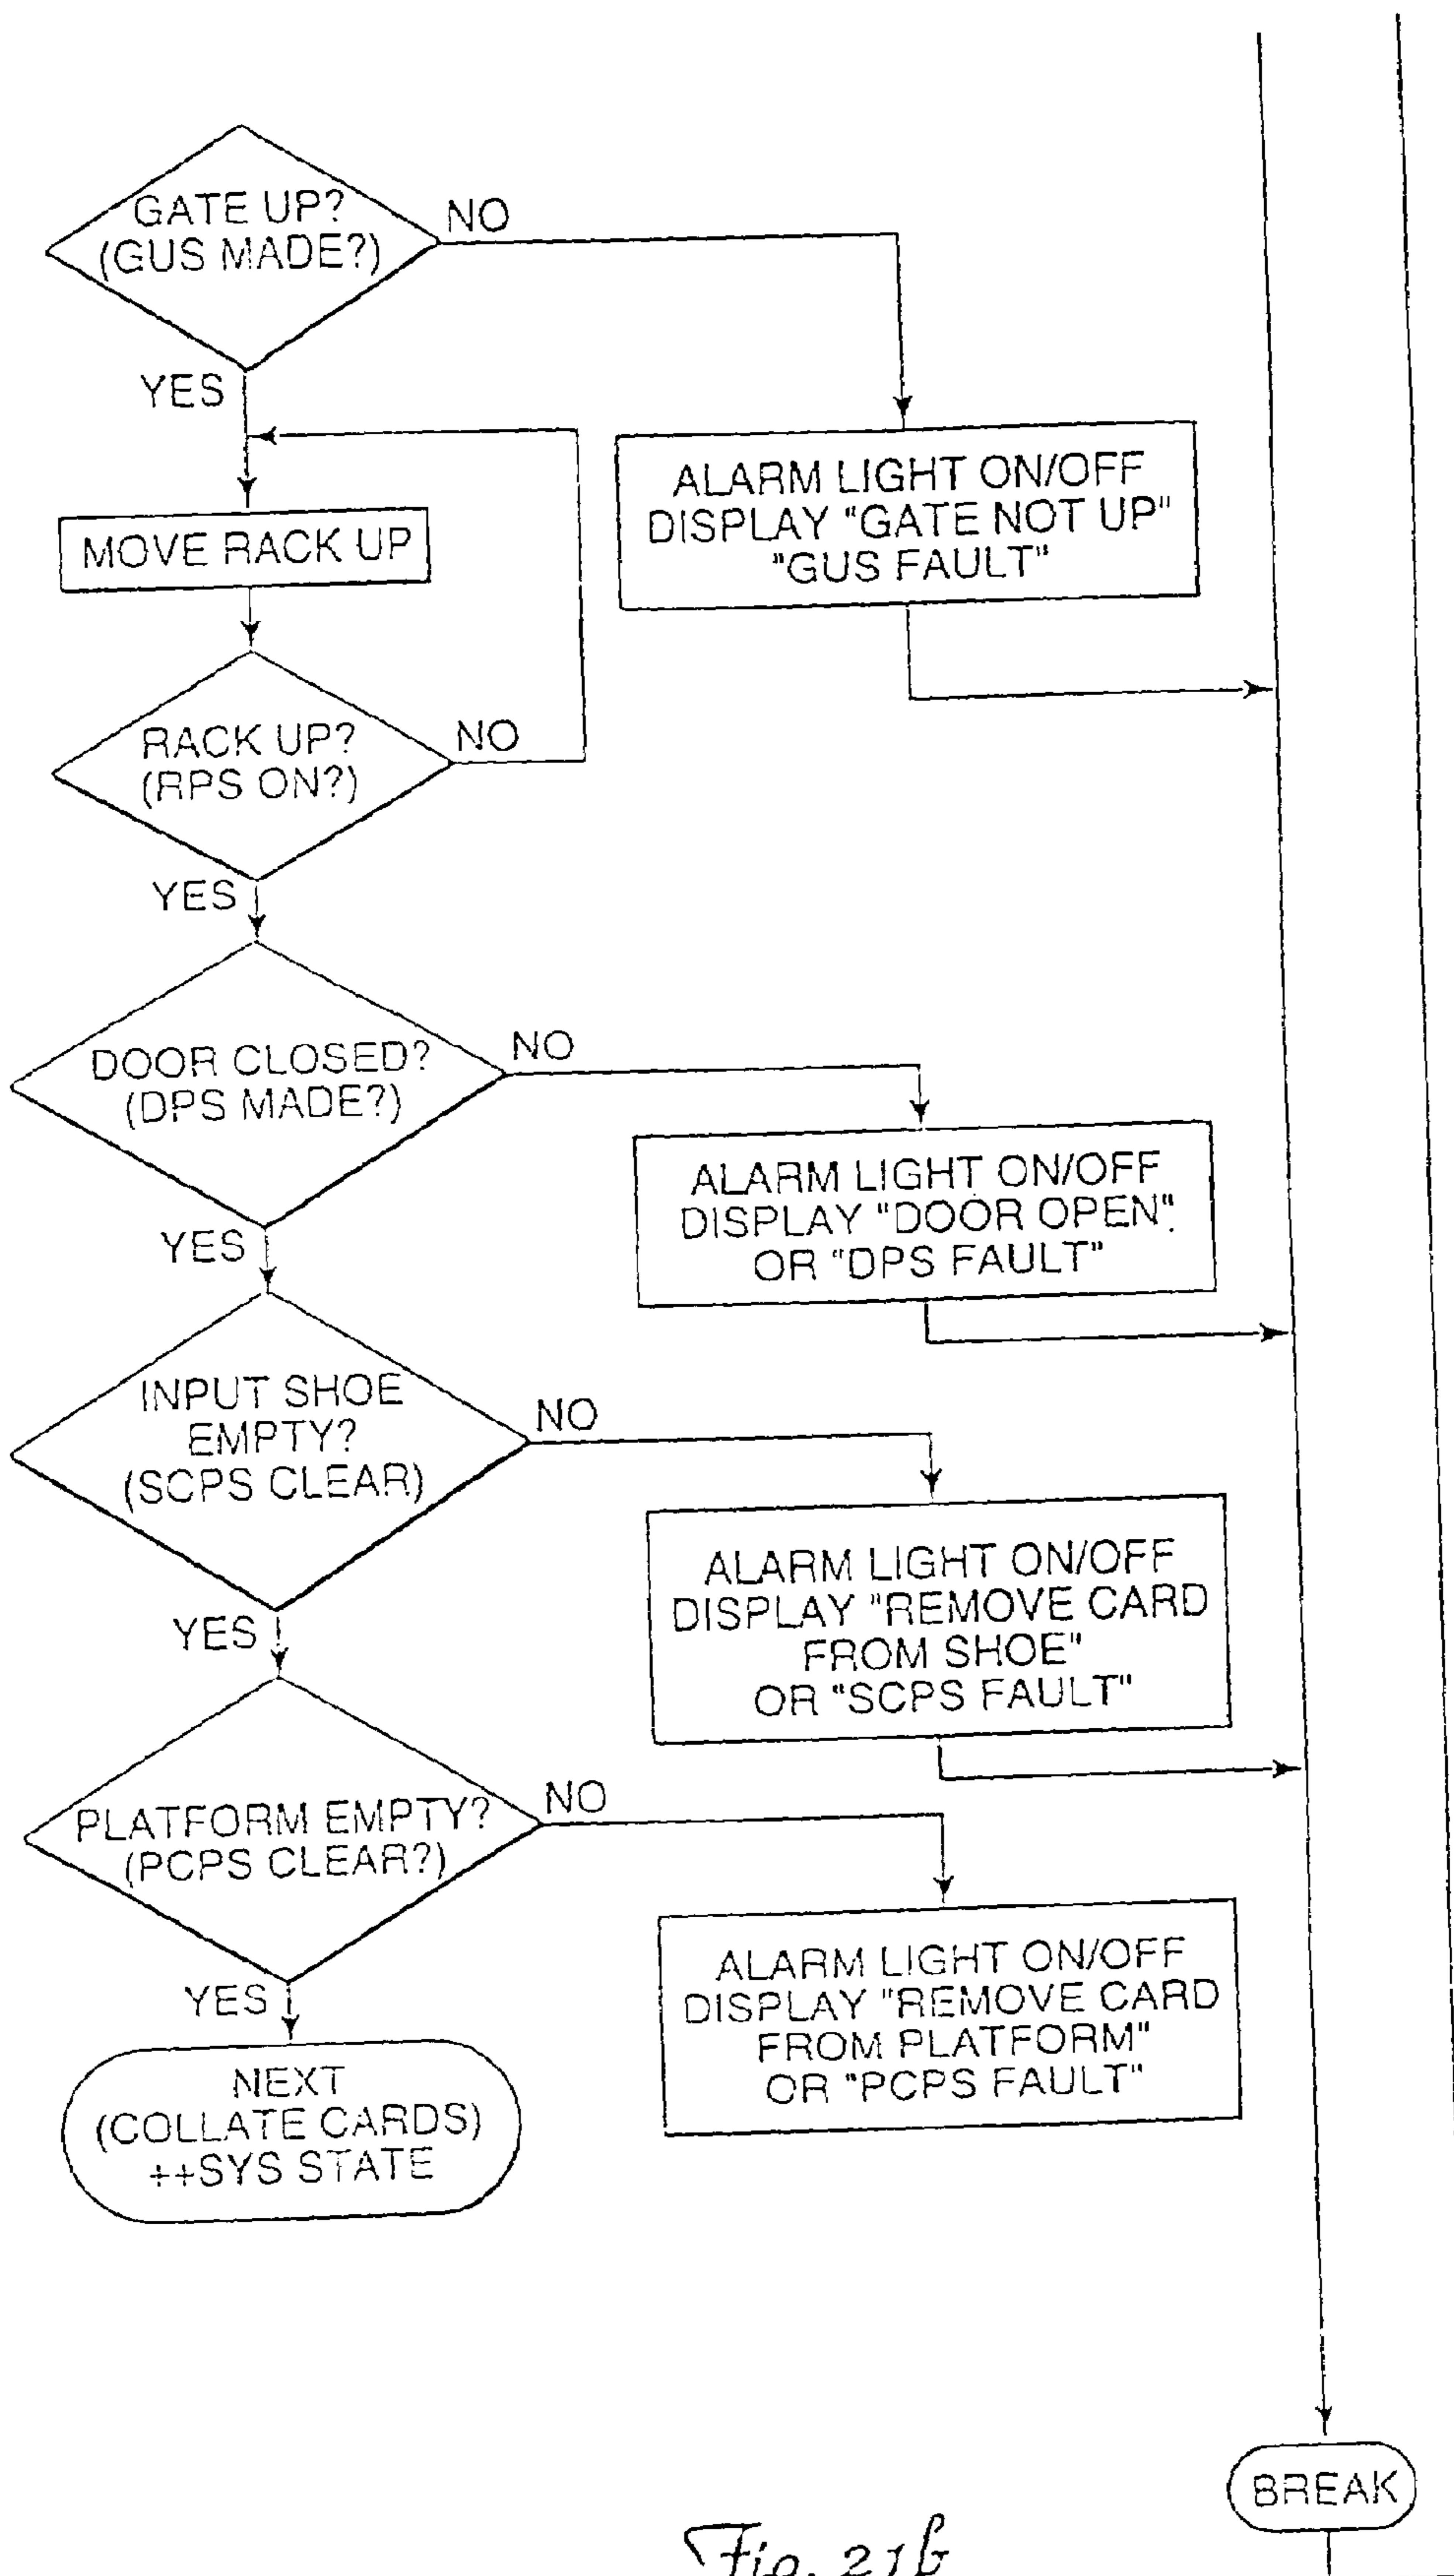 GATE UP?
(GUS MADE?)
NO
YES
ALARM LIGHT ON/OFF
DISPLAY "GATE NOT UP"
"GUS FAULT"
MOVE RACK UP
RACK UP?
(RPS ON?)
NO
YES
DOOR CLOSED?
(DPS MADE?)
NO
YES
ALARM LIGHT ON/OFF
DISPLAY "DOOR OPEN"
OR "DPS FAULT"
INPUT SHOE
EMPTY?
(SCPS CLEAR)
NO
YES
ALARM LIGHT ON/OFF
DISPLAY "REMOVE CARD
FROM SHOE"
OR "SCPS FAULT"
PLATFORM EMPTY?
(PCPS CLEAR?)
NO
YES
ALARM LIGHT ON/OFF
DISPLAY "REMOVE CARD
FROM PLATFORM"
OR "PCPS FAULT"
NEXT
(COLLATE CARDS)
++SYS STATE
BREAK
Fig. 21b